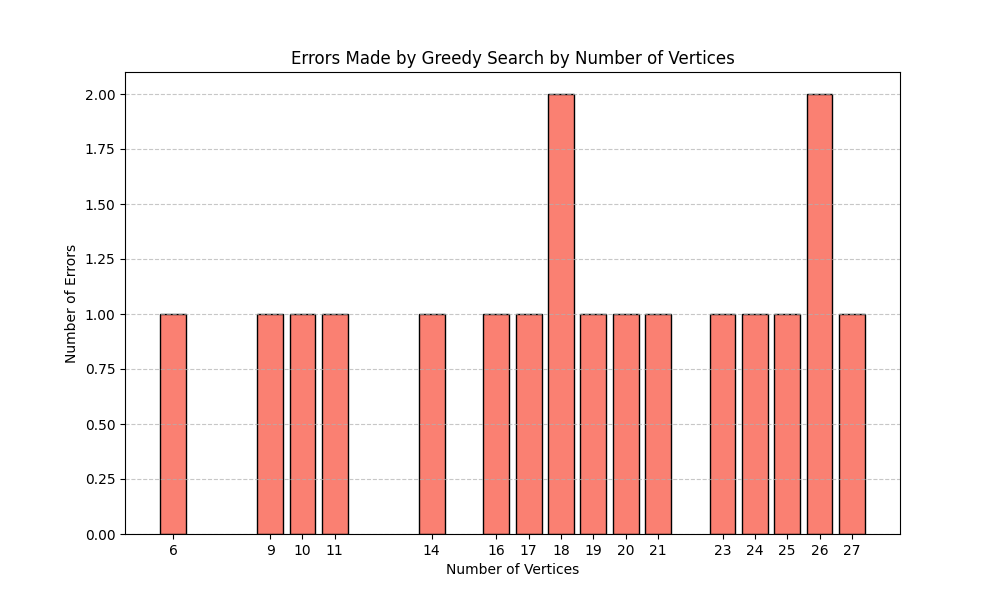 Errors Made by Greedy Search by Number of Vertices
2.00
1.75
1.50
1.25
1.00
0.75
0.50
0.25
0.00
Number of Errors
6 9 10 11 14 16 17 18 19 20 21 23 24 25 26 27
Number of Vertices